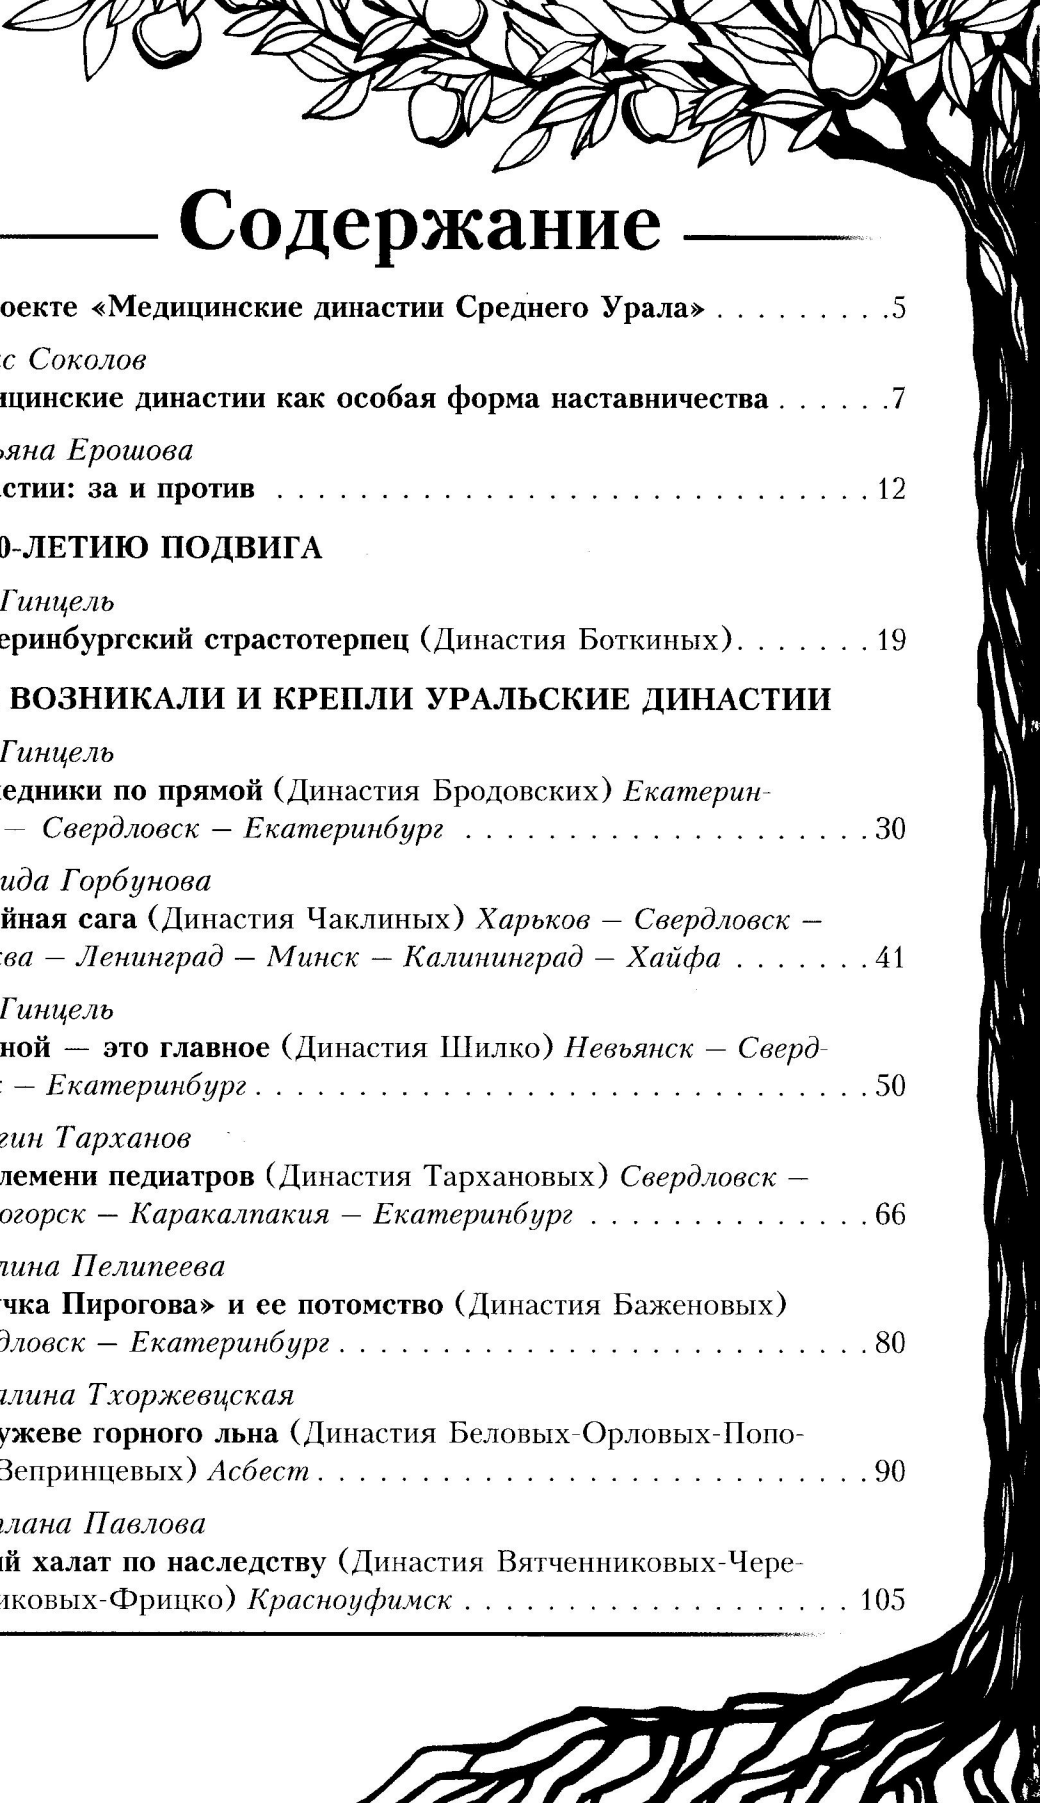 Содержание
оекте «Медицинские династии Среднего Урала» . . . . . . . . . .5
с Соколов
ицинские династии как особая форма наставничества . . . . . .7
яна Ерошова
стии: за и против . . . . . . . . . . . . . . . . . . . . . . . . . . . . . . 12
0-ЛЕТИЮ ПОДВИГА
Гинцель
еринбургский страстотерпец (Династия Боткиных). . . . . . . 19
ВОЗНИКАЛИ И КРЕПЛИ УРАЛЬСКИЕ ДИНАСТИИ
Гинцель
едники по прямой (Династия Бродовских) Екатерин-
— Свердловск — Екатеринбург . . . . . . . . . . . . . . . . . . . . . 30
ида Горбунова
йная сага (Династия Чаклиных) Харьков — Свердловск —
ва — Ленинград — Минск — Калининград — Хайфа . . . . . . . 41
Гинцель
ной — это главное (Династия Шилко) Невьянск — Сверд-
— Екатеринбург . . . . . . . . . . . . . . . . . . . . . . . . . . . . . . . . 50
гин Тарханов
лемени педиатров (Династия Тархановых) Свердловск —
огорск — Каракалпакия — Екатеринбург . . . . . . . . . . . . . . . 66
лина Пелипеева
чка Пирогова» и ее потомство (Династия Баженовых)
дловск — Екатеринбург . . . . . . . . . . . . . . . . . . . . . . . . . . . . 80
алина Тхоржевцская
ужеве горного льна (Династия Беловых-Орловых-Попо-
Вепринцевых) Асбест . . . . . . . . . . . . . . . . . . . . . . . . . . . . . 90
лана Павлова
ий халат по наследству (Династия Вятченниковых-Чере-
иковых-Фрицко) Красноуфимск . . . . . . . . . . . . . . . . . . . . . 105